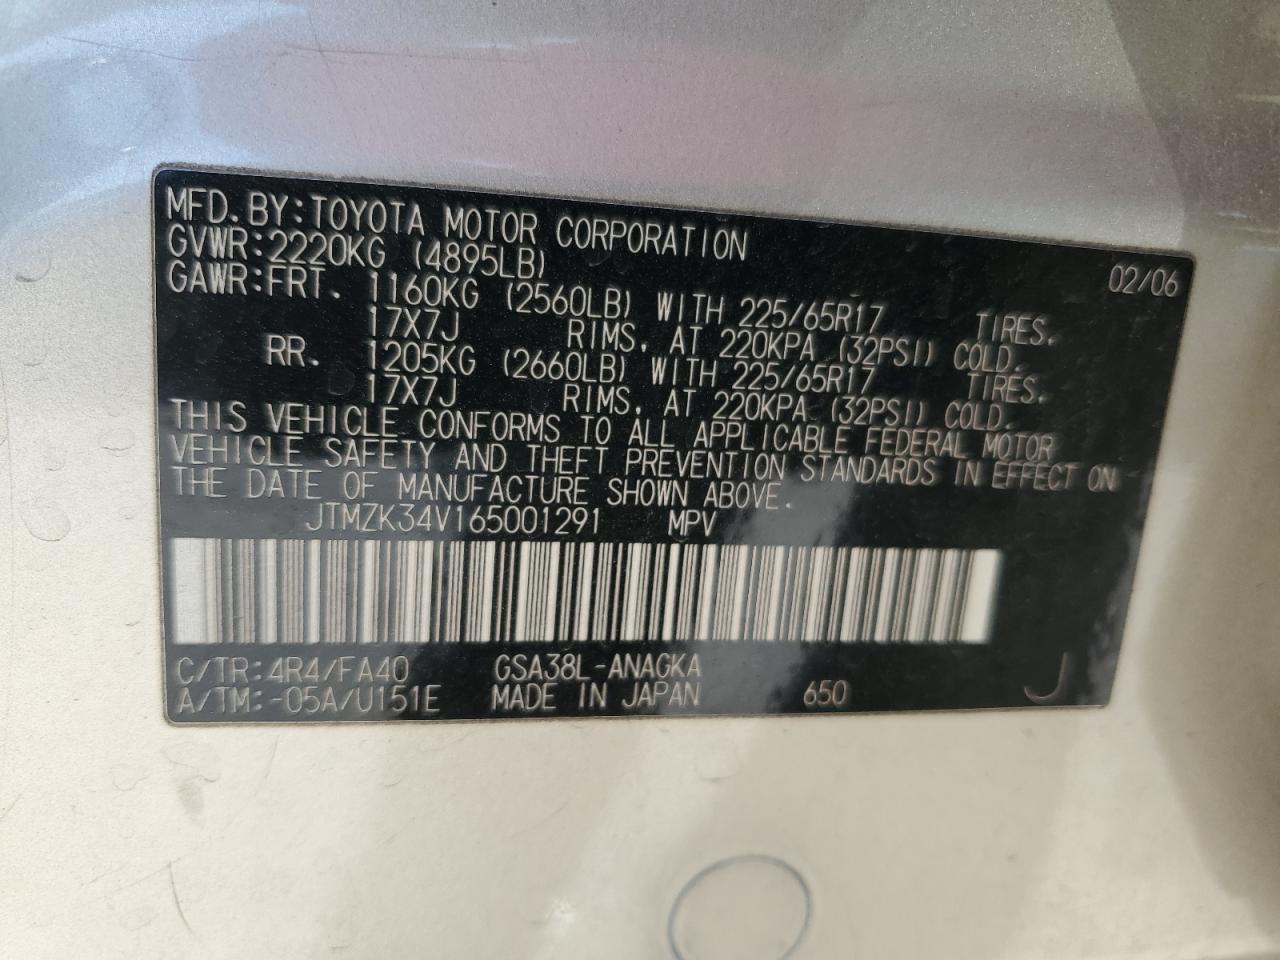 MFD. BY:TOYOTA MOTOR CORPORATION 02/06
GVWR:2220KG (4895LB)
GAWR:FRT. 1160KG (2560LB) WITH 225/65R17 TIRES.
17X7J RIMS, AT 220KPA (32PSI) COLD.
RR. 1205KG (2660LB) WITH 225/65R17 TIRES.
17X7J RIMS, AT 220KPA (32PSI) COLD.
THIS VEHICLE CONFORMS TO ALL APPLICABLE FEDERAL MOTOR
VEHICLE SAFETY AND THEFT PREVENTION STANDARDS IN EFFECT ON
THE DATE OF MANUFACTURE SHOWN ABOVE.
JTMZK34V165001291 MPV
C/TR:4R4/FA40 GSA38L-ANAGKA
A/TM:-05A/U151E MADE IN JAPAN 650 J